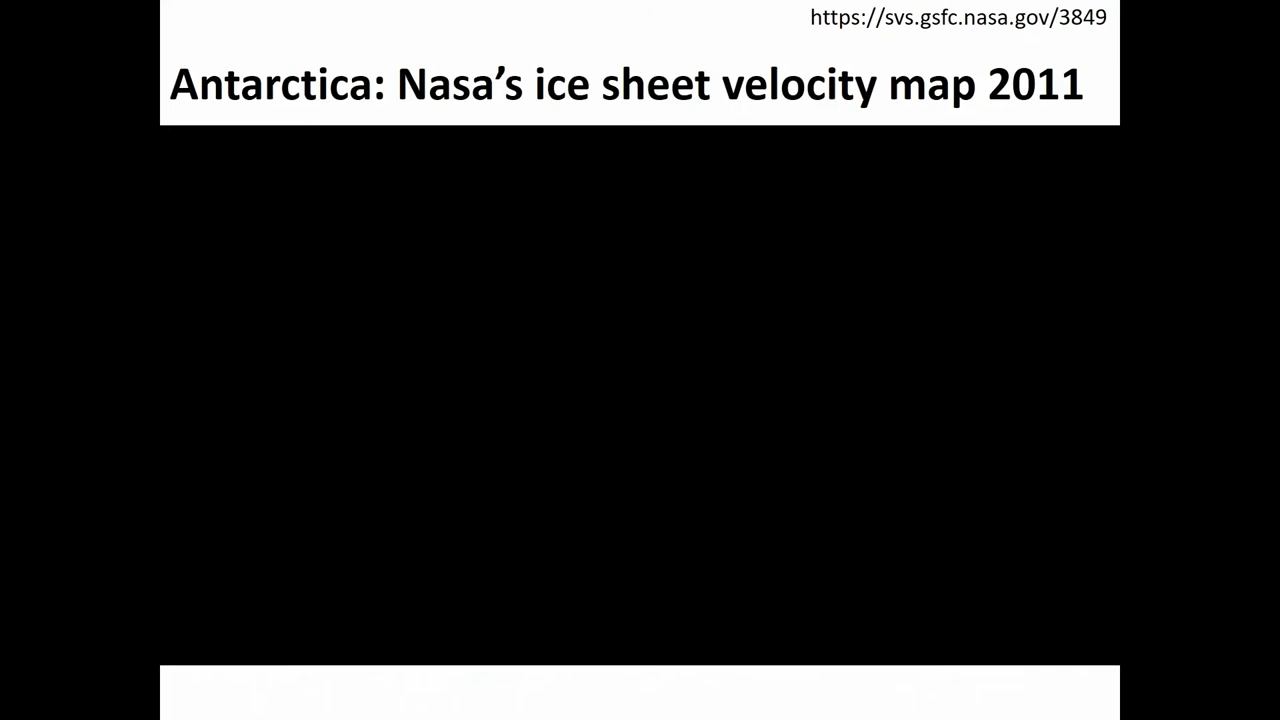 https://svs.gsfc.nasa.gov/3849
Antarctica: Nasa’s ice sheet velocity map 2011